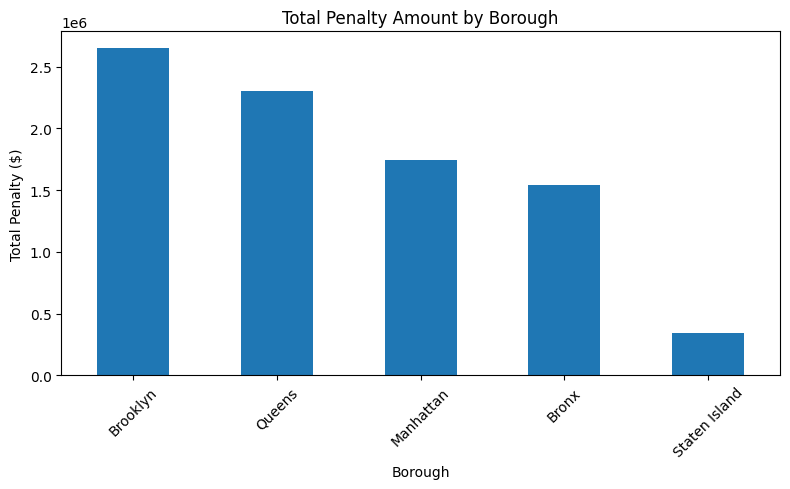 Total Penalty Amount by Borough
1e6
Total Penalty ($)
2.5
2.0
1.5
1.0
0.5
0.0
Brooklyn
Queens
Manhattan
Bronx
Staten Island
Borough